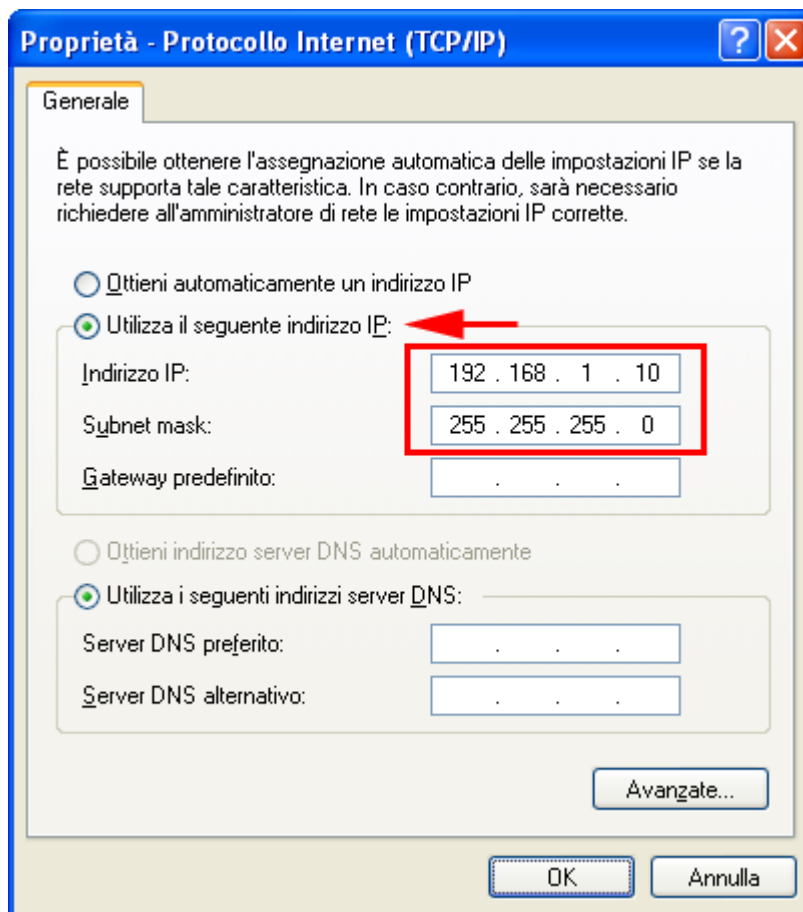 Proprietà - Protocollo Internet (TCP/IP)
?
Generale
È possibile ottenere l'assegnazione automatica delle impostazioni IP se la
rete supporta tale caratteristica. In caso contrario, sarà necessario
richiedere all'amministratore di rete le impostazioni IP corrette.
Ottieni automaticamente un indirizzo IP
Utilizza il seguente indirizzo IP:
Indirizzo IP: 192 . 168 . 1 . 10
Subnet mask: 255 . 255 . 255 . 0
Gateway predefinito: . . .
Ottieni indirizzo server DNS automaticamente
Utilizza i seguenti indirizzi server DNS:
Server DNS preferito: . . .
Server DNS alternativo: . . .
Avanzate...
OK Annulla